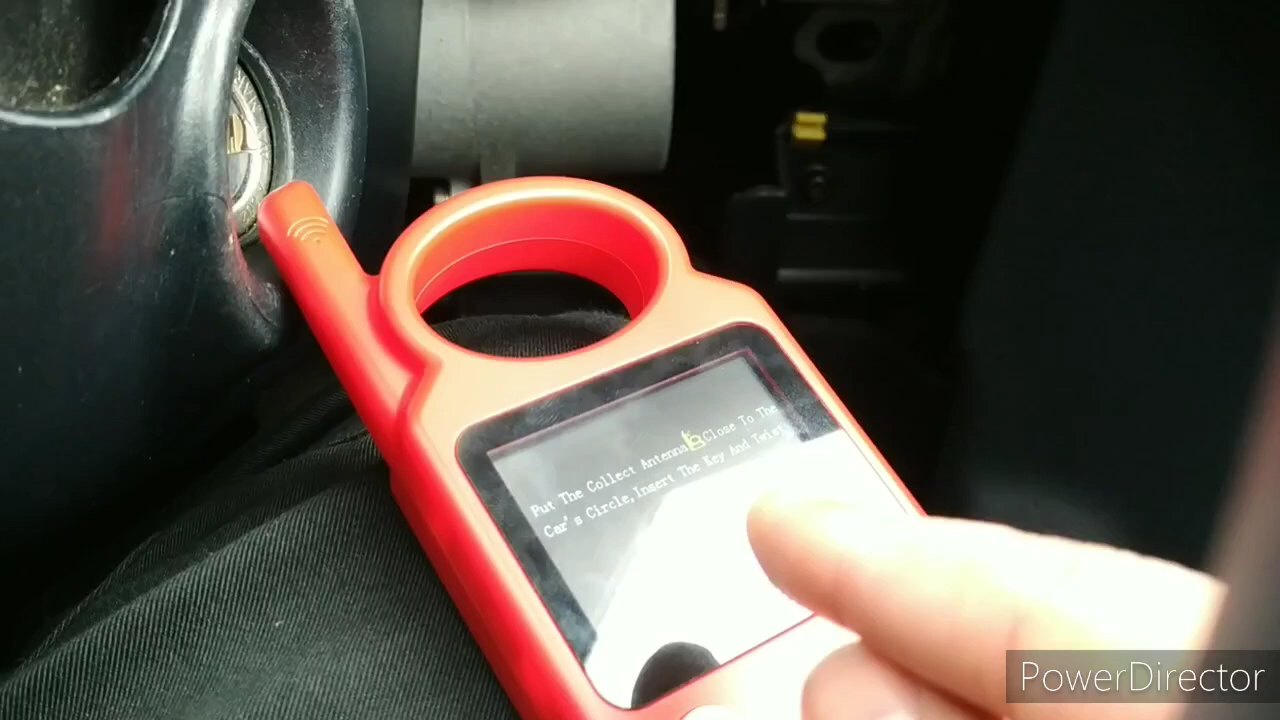 Put The Collect Antenna Close To The
Car's Circle,Insert The Key And Twist
PowerDirector